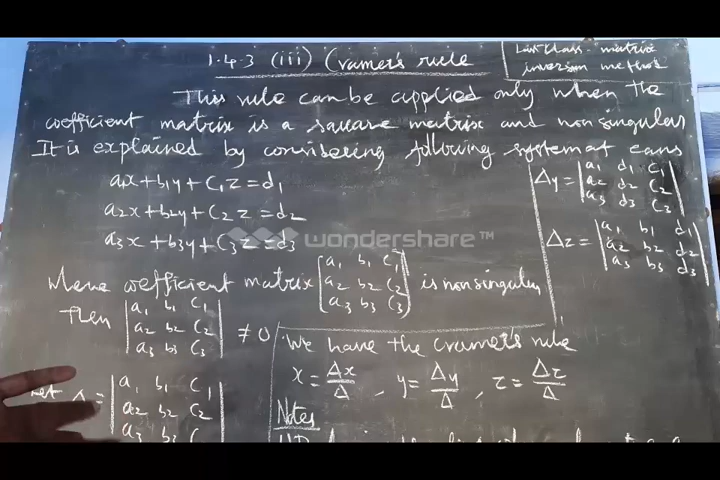 1.4.3 (iii) Cramer's rule
Last class - matrix
inversion method
This rule can be applied only when the
coefficient matrix is a square matrix and non singular
It is explained by considering following system of eqns
a1x+b1y+c1z=d1
a2x+b2y+c2z=d2
a3x+b3y+c3z=d3
Δy= |a1 d1 c1|
|a2 d2 c2|
|a3 d3 c3|
Δz= |a1 b1 d1|
|a2 b2 d2|
|a3 b3 d3|
wondershare™
Where coefficient matrix [a1 b1 c1] is nonsingular
[a2 b2 c2]
[a3 b3 c3]
Then |a1 b1 c1| ≠0
|a2 b2 c2|
|a3 b3 c3|
Let Δ= |a1 b1 c1|
|a2 b2 c2|
|a3 b3 c
We have the cramer's rule
x=Δx/Δ, y=Δy/Δ, z=Δz/Δ
Notes